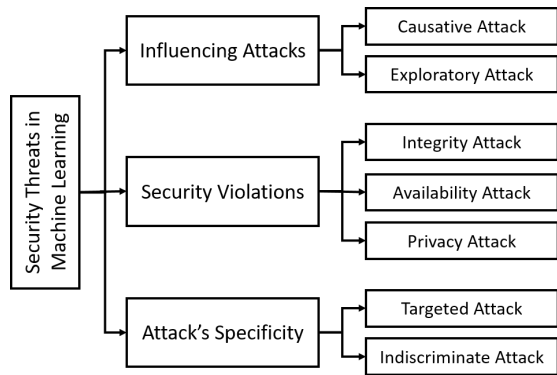 Security Threats in
Machine Learning
Influencing Attacks
Causative Attack
Exploratory Attack
Security Violations
Integrity Attack
Availability Attack
Privacy Attack
Attack's Specificity
Targeted Attack
Indiscriminate Attack